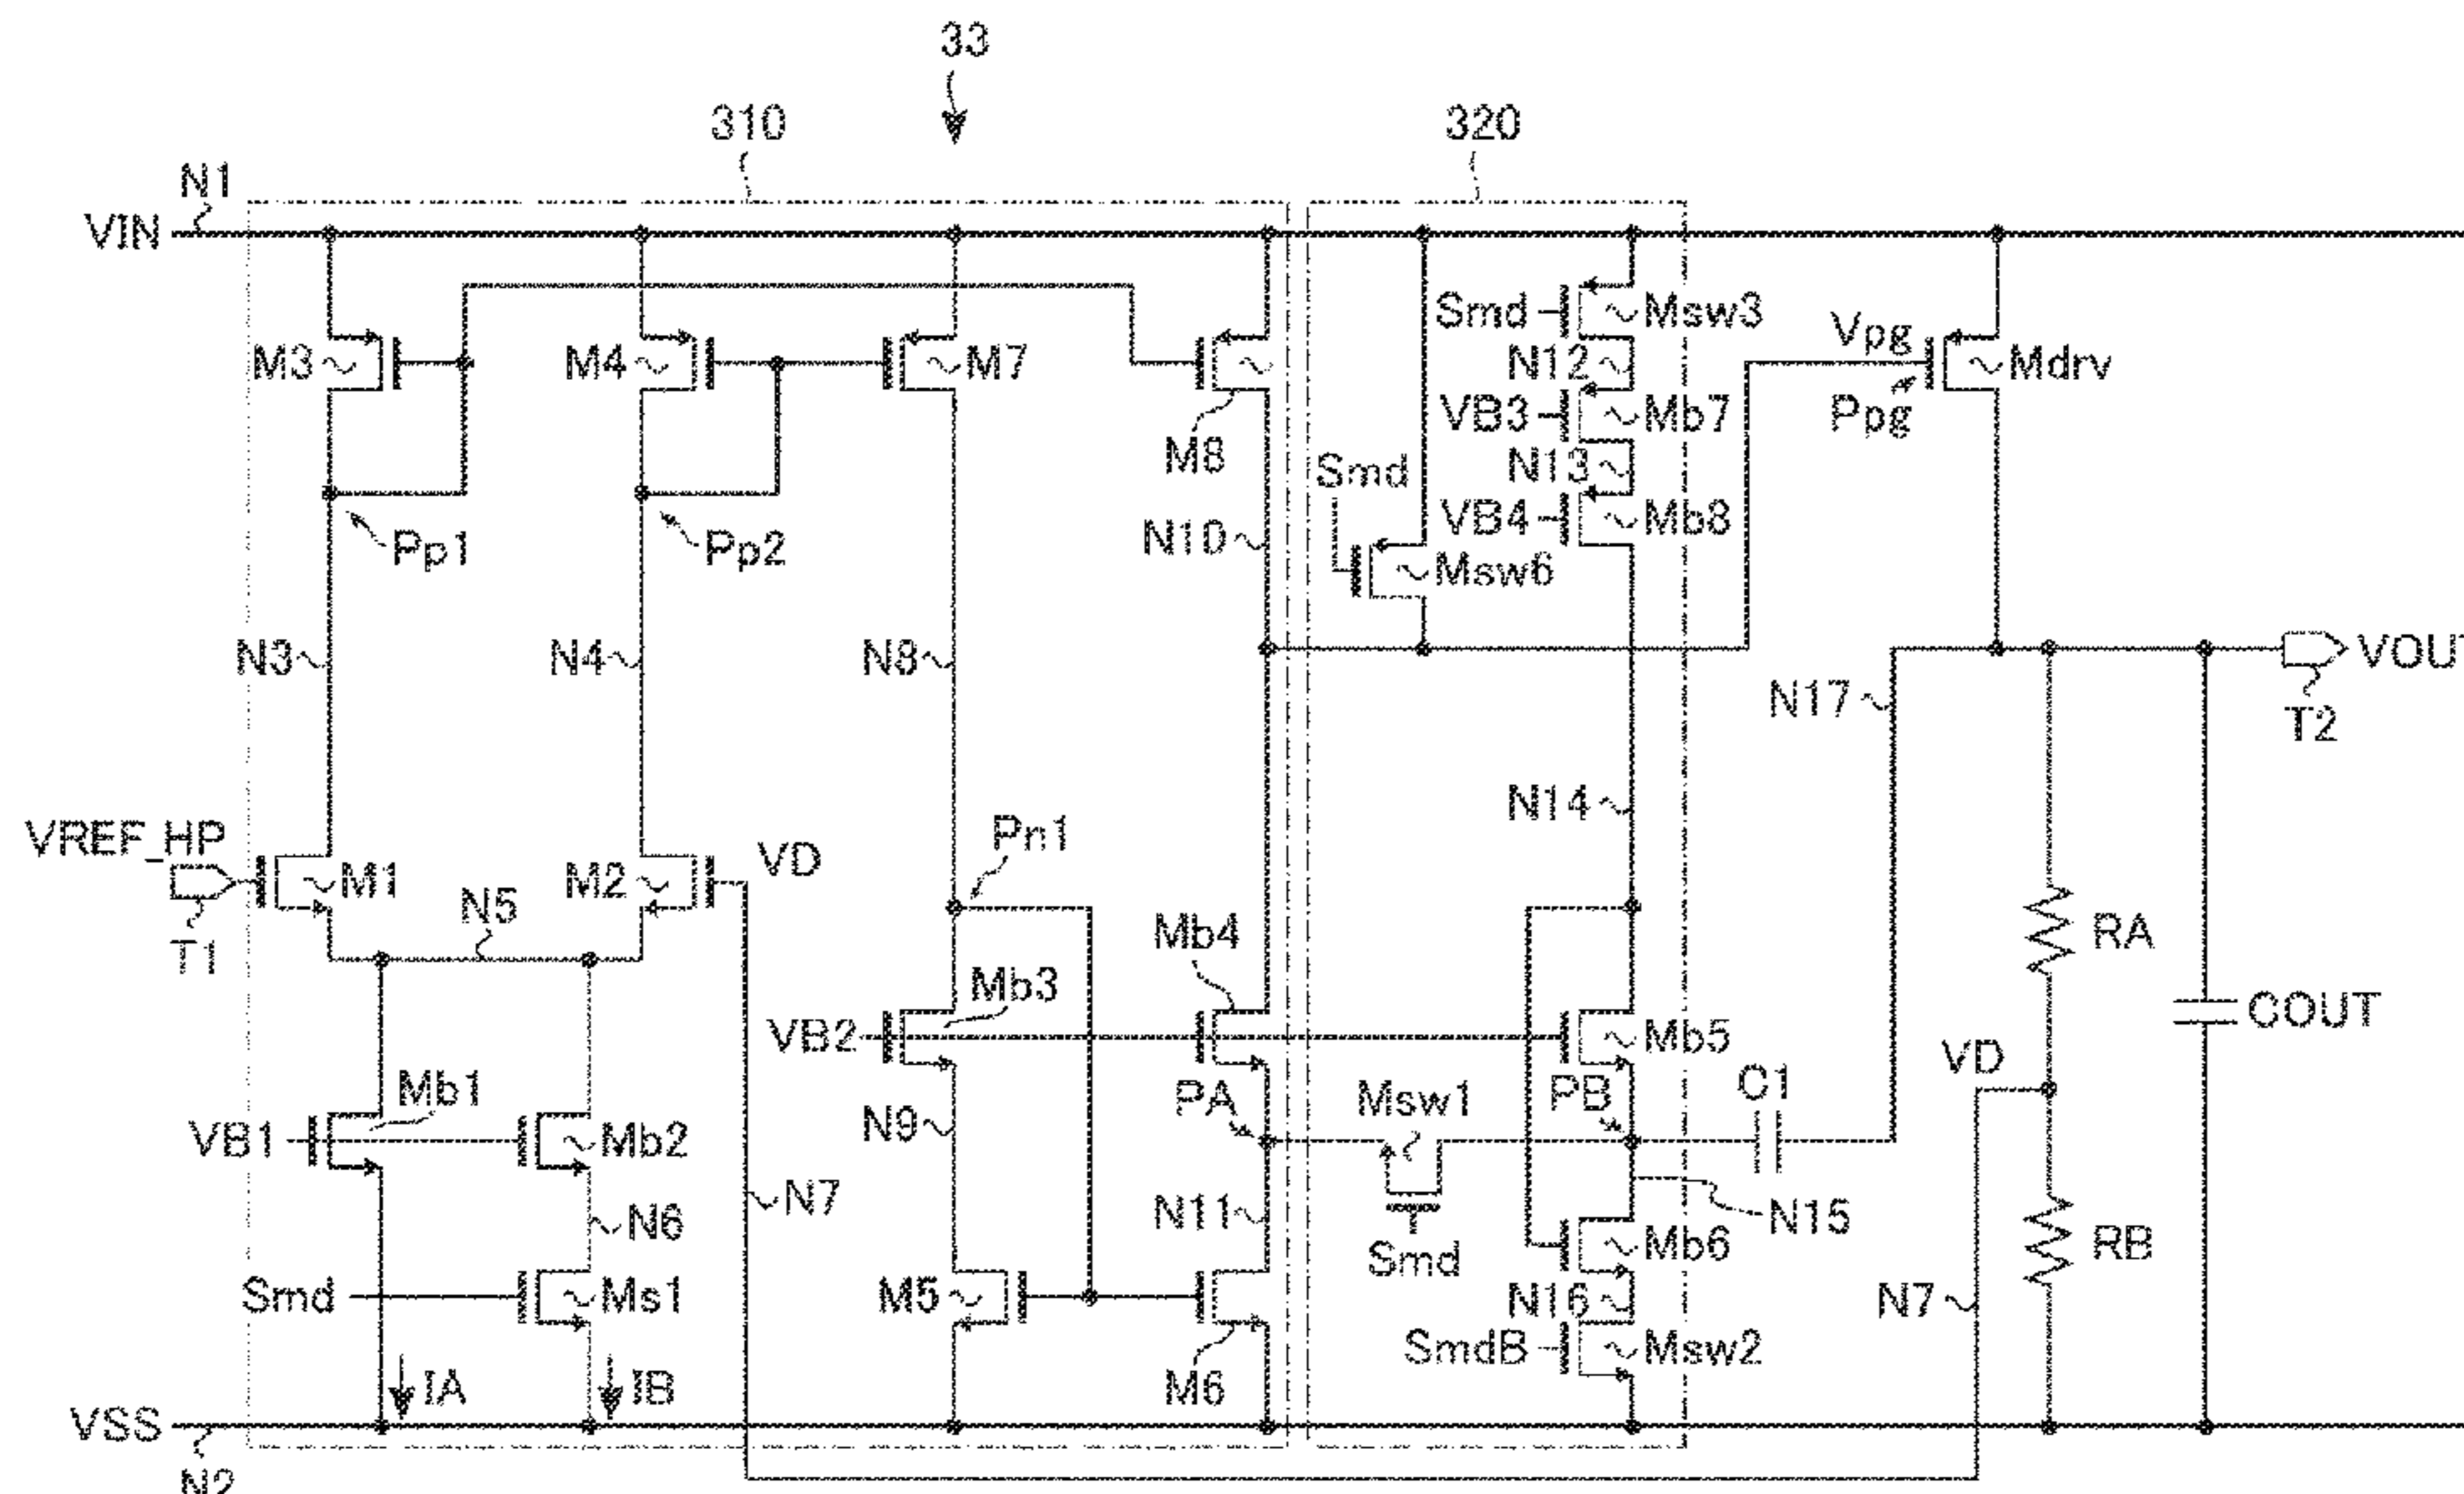 33
310
320
N1
VIN
Smd
Msw3
Vpg
M3
M4
M7
N12
Mdrv
VB3
Mb7
Ppg
M8
N13
Smd
VB4
Mb8
Pp1
Pp2
N10
Msw6
N3
N4
N8
VOUT
N17
T2
N14
VREF_HP
Pn1
VD
M1
M2
N5
Mb4
RA
T1
Mb3
VB2
Mb5
COUT
VD
C1
Mb1
PA
Msw1
PB
N9
VB1
Mb2
N7
N11
N15
N6
Mb6
RB
Smd
Smd
Ms1
M5
N16
N7
SmdB
Msw2
IA
IB
M6
VSS
N2